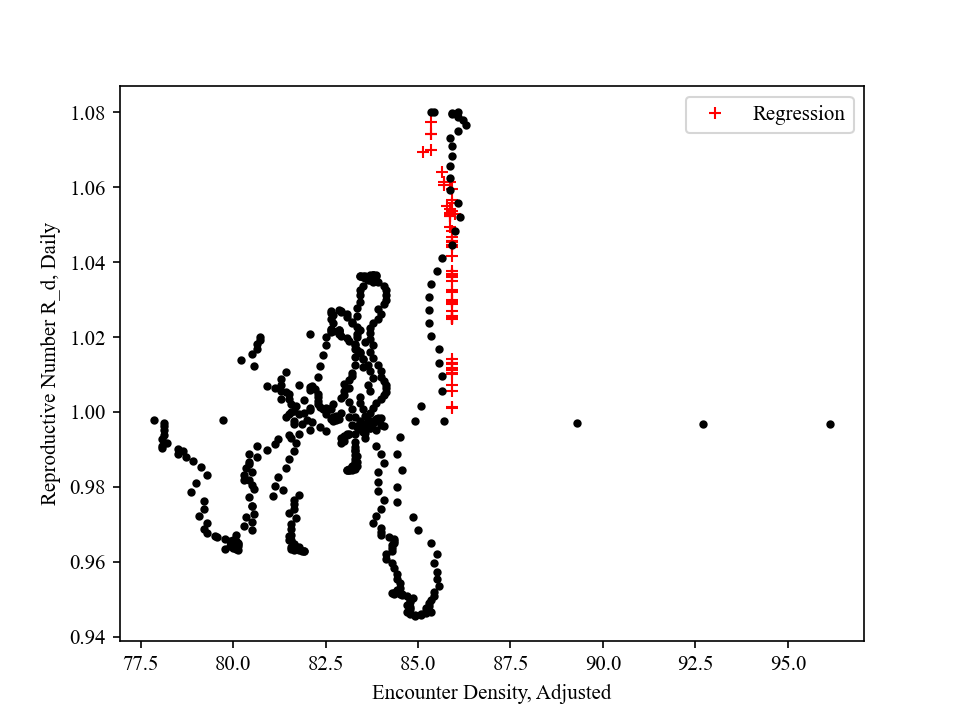 Regression
1.08
1.06
1.04
1.02
1.00
0.98
0.96
0.94
Reproductive Number R_d, Daily
77.5 80.0 82.5 85.0 87.5 90.0 92.5 95.0
Encounter Density, Adjusted